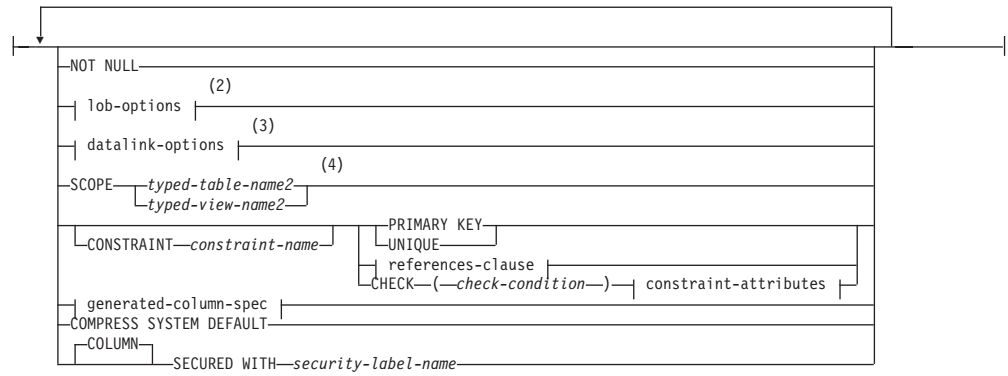 NOT NULL
(2)
lob-options
(3)
datalink-options
(4)
SCOPE typed-table-name2
typed-view-name2
PRIMARY KEY
CONSTRAINT constraint-name UNIQUE
references-clause
CHECK ( check-condition ) constraint-attributes
generated-column-spec
COMPRESS SYSTEM DEFAULT
COLUMN
SECURED WITH security-label-name